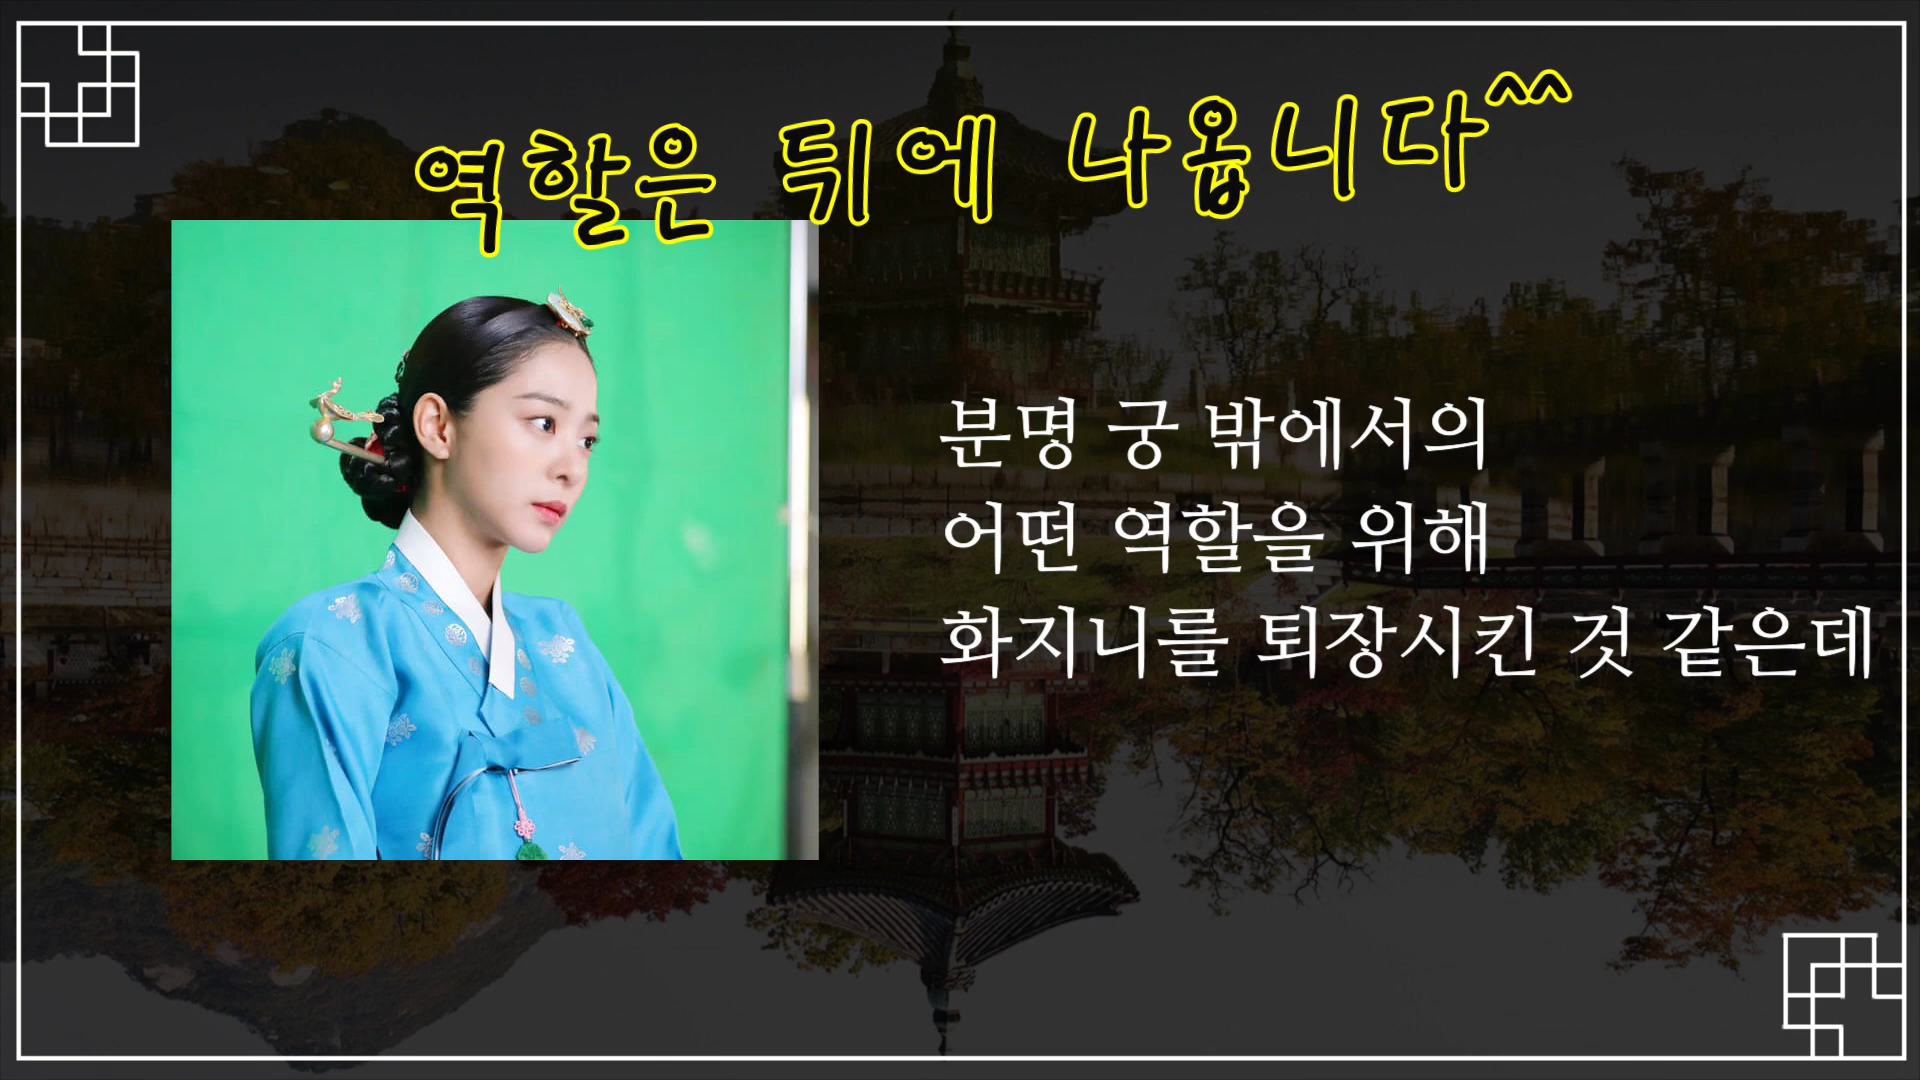 역할은 뒤에 나옵니다^^
분명 궁 밖에서의
어떤 역할을 위해
화지니를 퇴장시킨 것 같은데